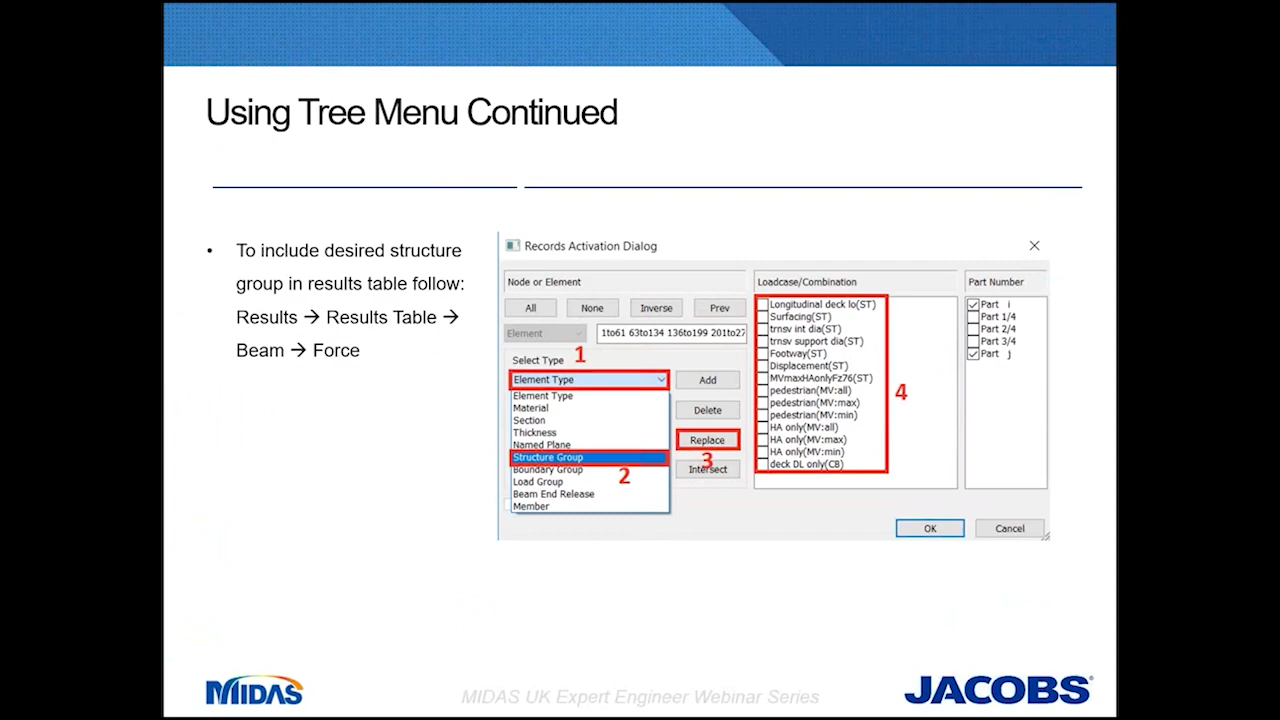 Using Tree Menu Continued
• To include desired structure
group in results table follow:
Results → Results Table →
Beam → Force
Records Activation Dialog
Node or Element
All None Inverse Prev
Element 1to61 63to134 136to199 201to27
Select Type 1
Element Type
Element Type
Material
Section
Thickness
Named Plane
Structure Group
Boundary Group
Load Group
Beam End Release
Member
2
Add
Delete
Replace
3
Intersect
Loadcase/Combination
Longitudinal deck lo(ST)
Surfacing(ST)
trnsv int dia(ST)
trnsv support dia(ST)
Footway(ST)
Displacement(ST)
MVmaxHAonlyFz76(ST)
pedestrian(MV:all)
pedestrian(MV:max)
pedestrian(MV:min)
HA only(MV:all)
HA only(MV:max)
HA only(MV:min)
deck DL only(CB)
4
Part Number
Part i
Part 1/4
Part 2/4
Part 3/4
Part j
OK Cancel
MIDAS
MIDAS UK Expert Engineer Webinar Series
JACOBS®